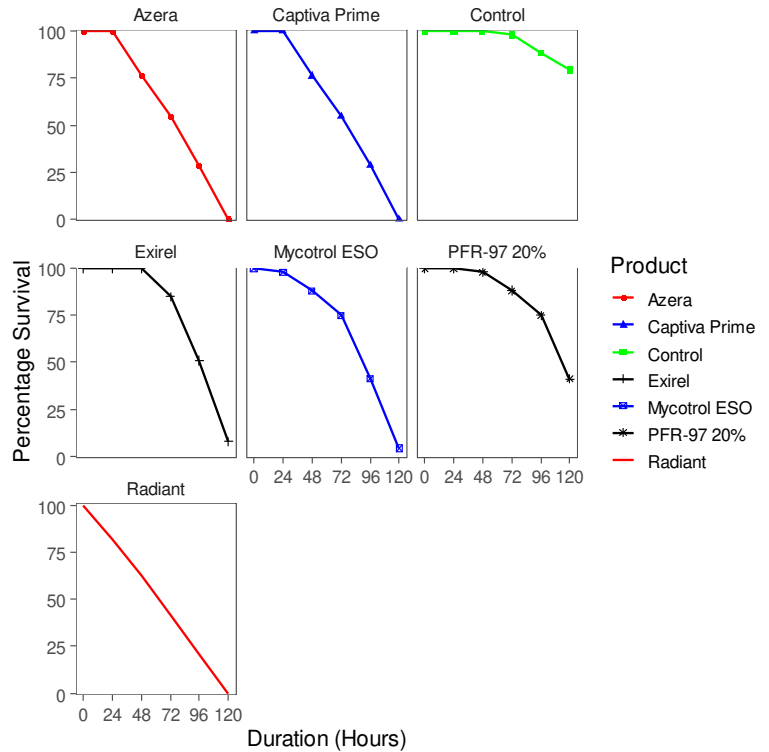 Azera
Captiva Prime
Control
100
75
50
25
0
Exirel
Mycotrol ESO
PFR-97 20%
100
75
50
25
0
0 24 48 72 96 120
0 24 48 72 96 120
Radiant
100
75
50
25
0
0 24 48 72 96 120
Percentage Survival
Duration (Hours)
Product
Azera
Captiva Prime
Control
Exirel
Mycotrol ESO
PFR-97 20%
Radiant